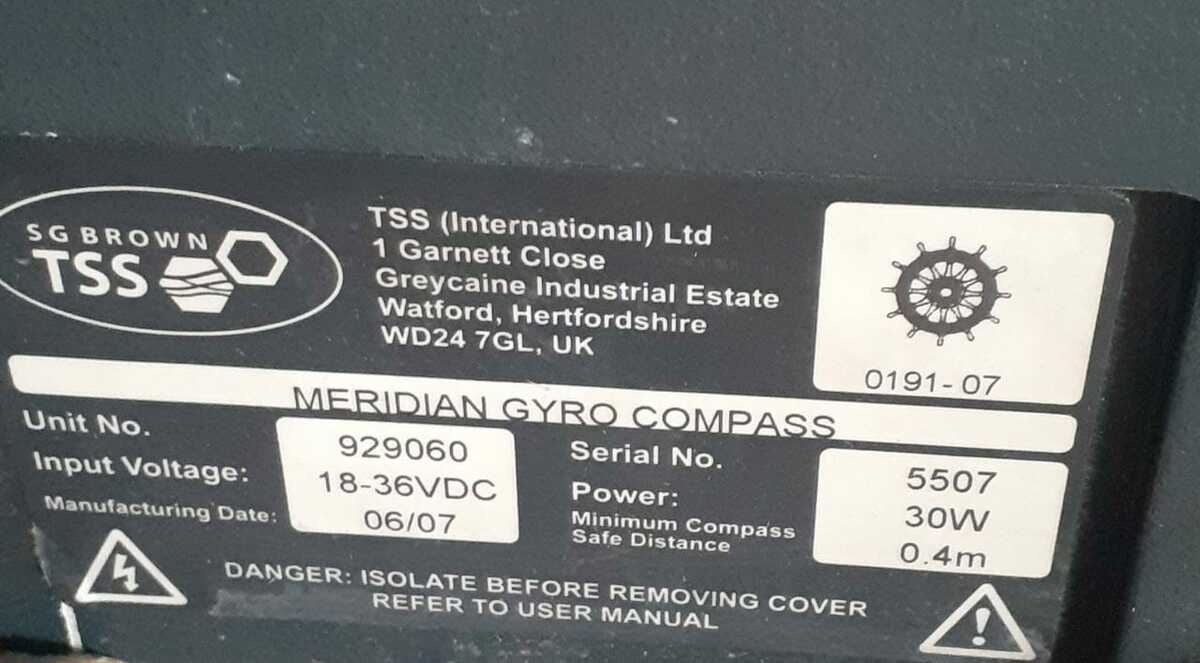 SG BROWN
TSS
TSS (International) Ltd
1 Garnett Close
Greycaine Industrial Estate
Watford, Hertfordshire
WD24 7GL, UK
0191-07
MERIDIAN GYRO COMPASS
Unit No. 929060
Input Voltage: 18-36VDC
Manufacturing Date: 06/07
Serial No. 5507
Power: 30W
Minimum Compass
Safe Distance 0.4m
DANGER: ISOLATE BEFORE REMOVING COVER
REFER TO USER MANUAL